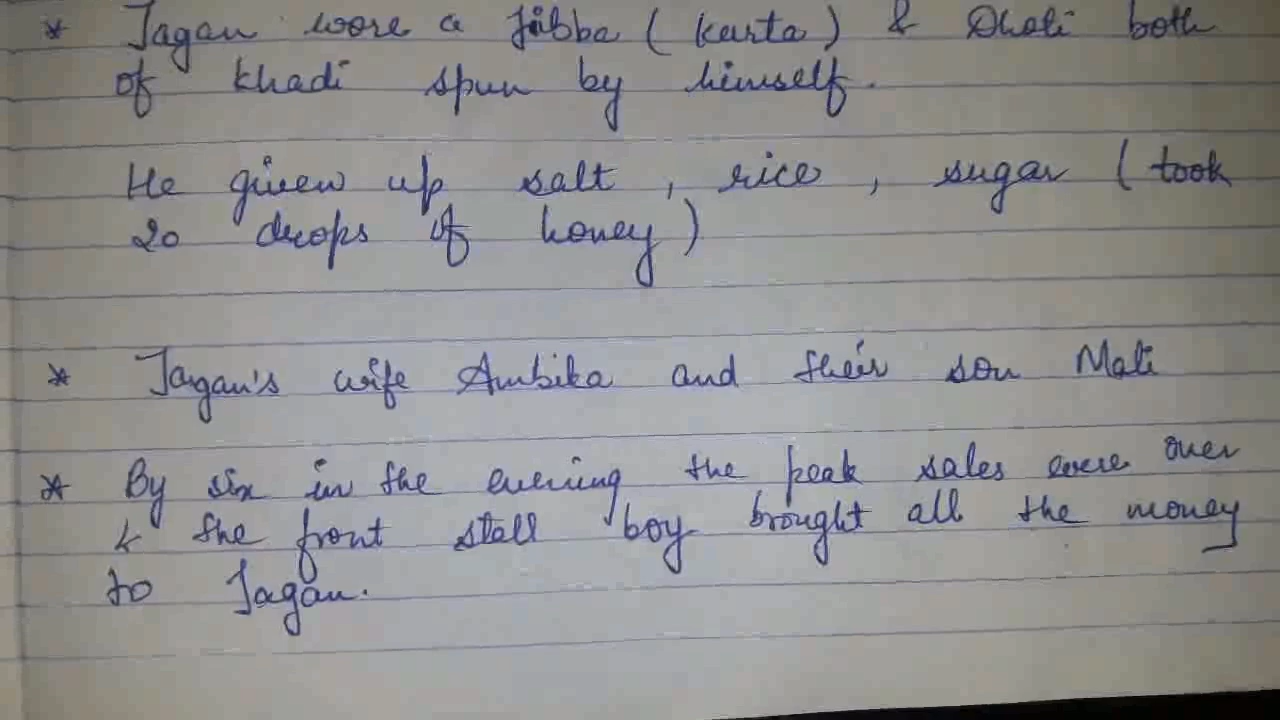 * Jagan wore a Jibba ( Kurta ) & Dhoti both
of Khadi spun by himself.
He given up salt , rice , sugar ( took
20 drops of honey )
* Jagan's wife Ambika and their son Mali
* By six in the evening the peak sales were over
& the front stall boy brought all the money
to Jagan.